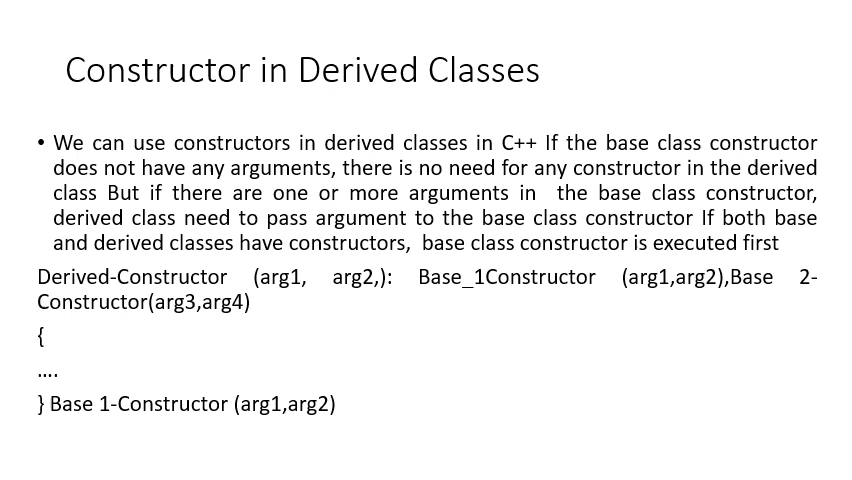 Constructor in Derived Classes
• We can use constructors in derived classes in C++ If the base class constructor
does not have any arguments, there is no need for any constructor in the derived
class But if there are one or more arguments in the base class constructor,
derived class need to pass argument to the base class constructor If both base
and derived classes have constructors, base class constructor is executed first
Derived-Constructor (arg1, arg2,): Base_1Constructor (arg1,arg2),Base 2-
Constructor(arg3,arg4)
{
....
} Base 1-Constructor (arg1,arg2)